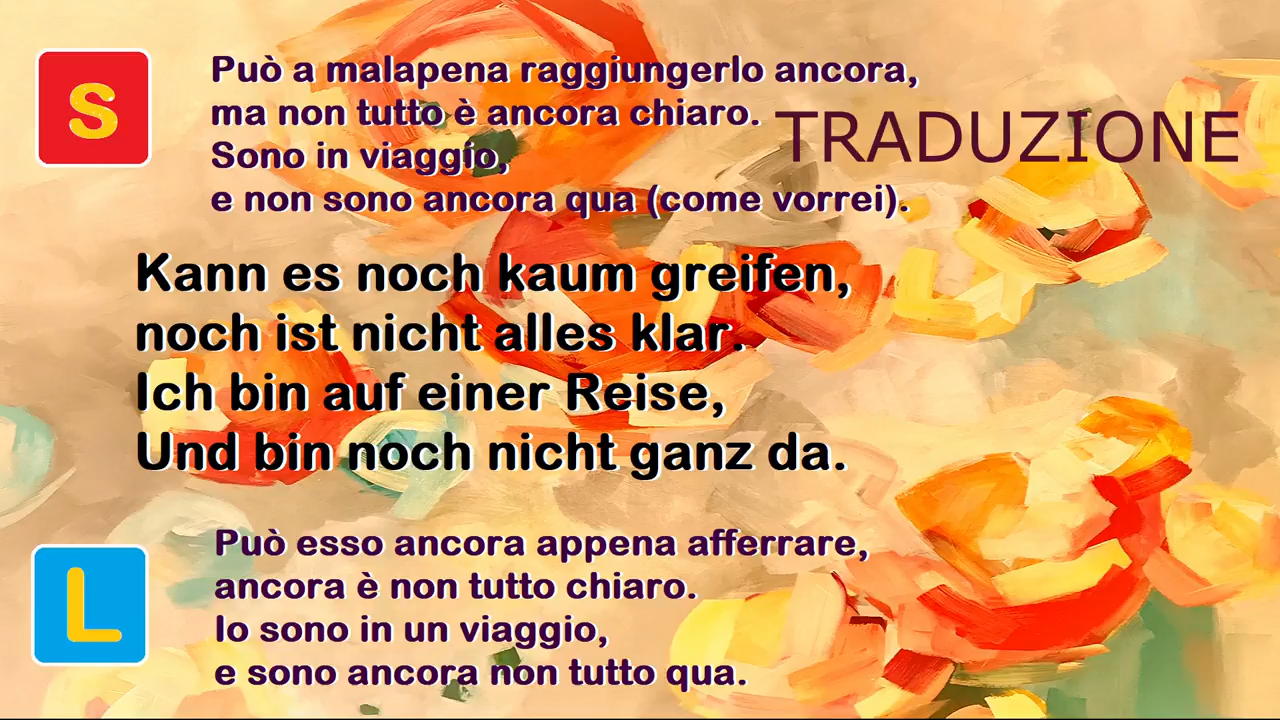 S
Può a malapena raggiungerlo ancora,
ma non tutto è ancora chiaro.
Sono in viaggio,
e non sono ancora qua (come vorrei).
TRADUZIONE
Kann es noch kaum greifen,
noch ist nicht alles klar.
Ich bin auf einer Reise,
Und bin noch nicht ganz da.
L
Può esso ancora appena afferrare,
ancora è non tutto chiaro.
Io sono in un viaggio,
e sono ancora non tutto qua.